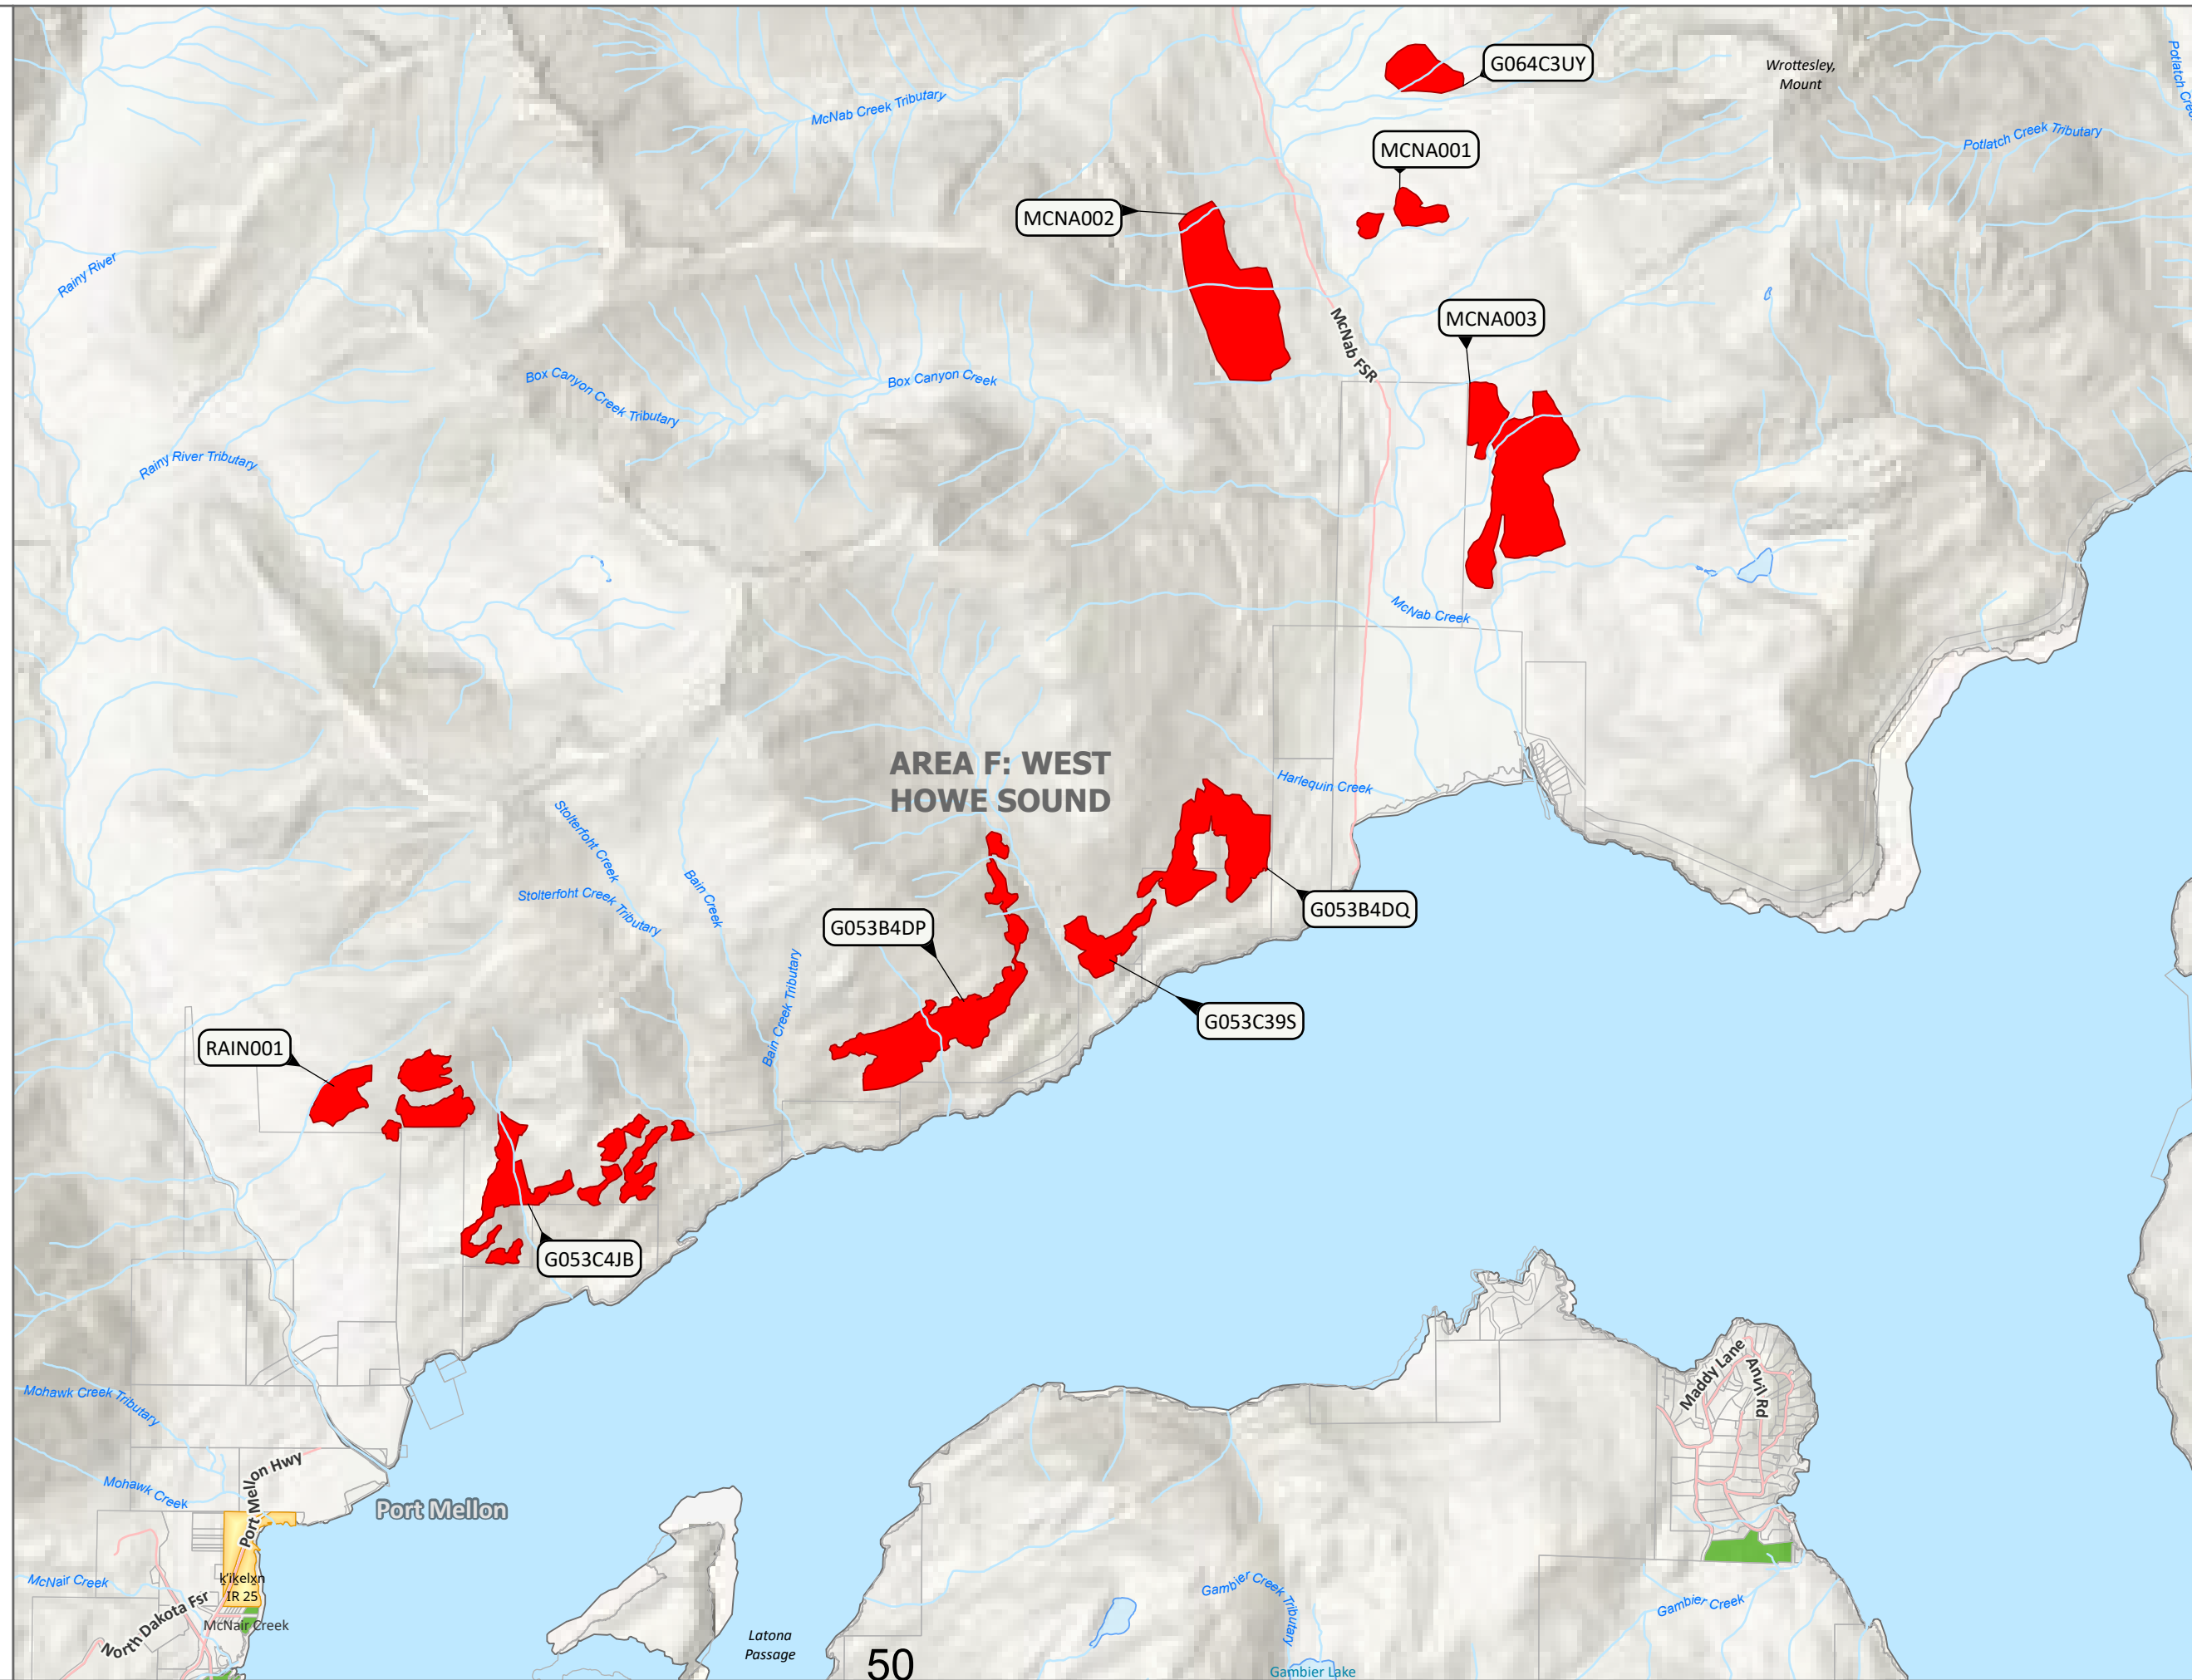 G064C3UY
Wrottesley,
Mount
Potlatch Creek Tributary
McNab Creek Tributary
MCNA001
MCNA002
Rainy River
MCNA003
McNab FSR
Box Canyon Creek Tributary
Box Canyon Creek
Rainy River Tributary
McNab Creek
AREA F: WEST
HOWE SOUND
Harlequin Creek
Stolterfoht Creek
Stolterfoht Creek Tributary
Bain Creek
G053B4DP
G053B4DQ
Bain Creek Tributary
G053C39S
RAIN001
G053C4JB
Maddy Lane
Anvil Rd
Mohawk Creek Tributary
Port Mellon Hwy
Mohawk Creek
Port Mellon
McNair Creek
ḵ'iḵelx̱n
IR 25
North Dakota Fsr
McNair Creek
Gambier Creek Tributary
Gambier Creek
Latona
Passage
50
Gambier Lake